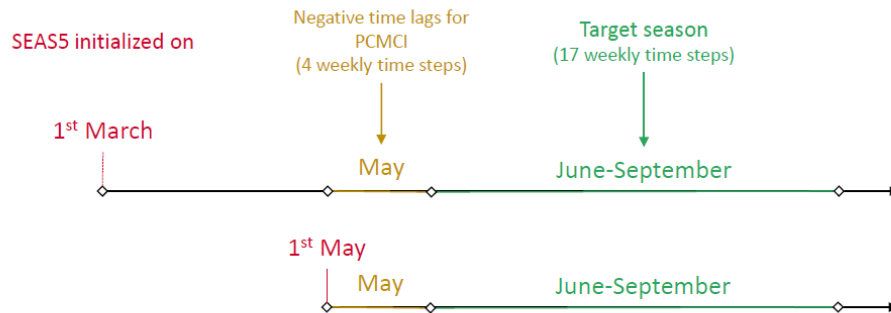 SEAS5 initialized on
Negative time lags for
PCMCI
(4 weekly time steps)
Target season
(17 weekly time steps)
1st March
May
June-September
1st May
May
June-September